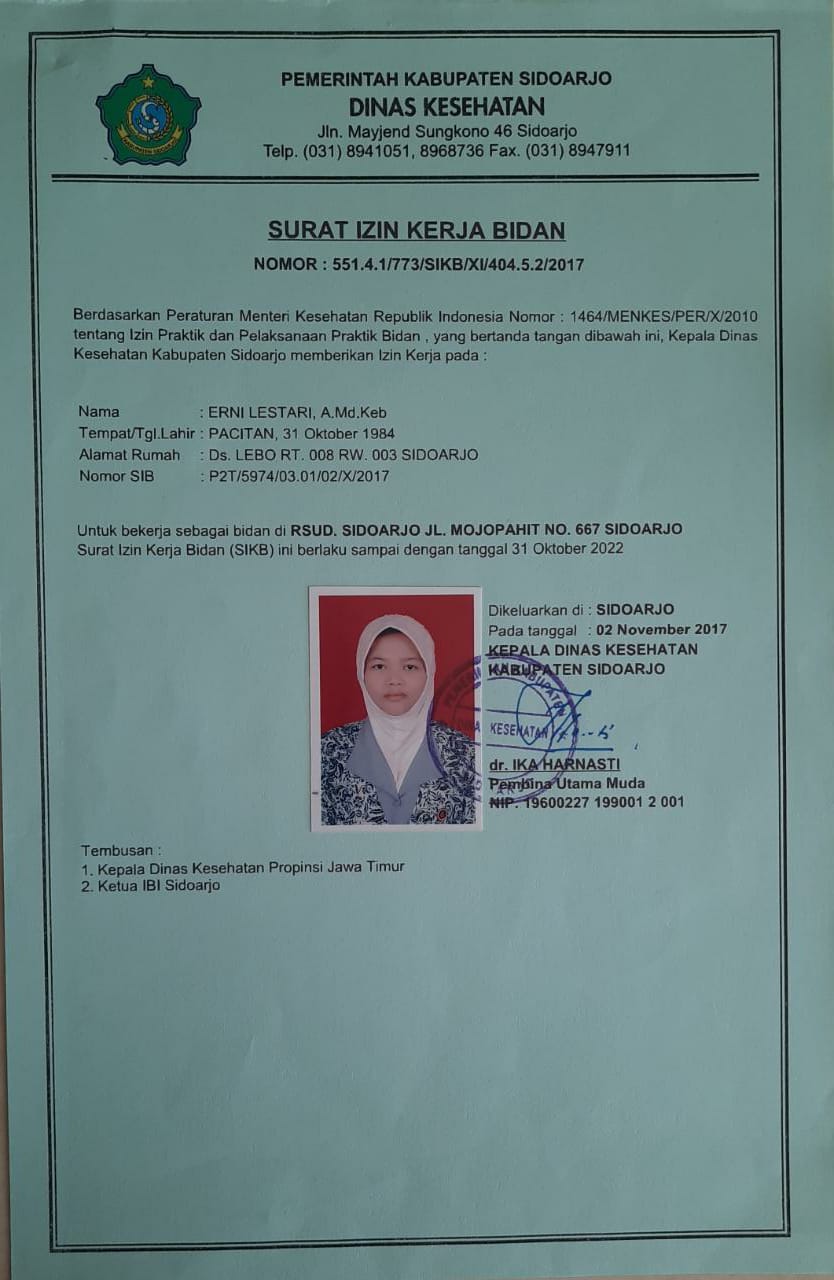 PEMERINTAH KABUPATEN SIDOARJO
DINAS KESEHATAN
Jln. Mayjend Sungkono 46 Sidoarjo
Telp. (031) 8941051, 8968736 Fax. (031) 8947911
KABUPATEN SIDOARJO
SURAT IZIN KERJA BIDAN
NOMOR : 551.4.1/773/SIKB/XI/404.5.2/2017
Berdasarkan Peraturan Menteri Kesehatan Republik Indonesia Nomor : 1464/MENKES/PER/X/2010
tentang Izin Praktik dan Pelaksanaan Praktik Bidan , yang bertanda tangan dibawah ini, Kepala Dinas
Kesehatan Kabupaten Sidoarjo memberikan Izin Kerja pada :
Nama : ERNI LESTARI, A.Md.Keb
Tempat/Tgl.Lahir : PACITAN, 31 Oktober 1984
Alamat Rumah : Ds. LEBO RT. 008 RW. 003 SIDOARJO
Nomor SIB : P2T/5974/03.01/02/X/2017
Untuk bekerja sebagai bidan di RSUD. SIDOARJO JL. MOJOPAHIT NO. 667 SIDOARJO
Surat Izin Kerja Bidan (SIKB) ini berlaku sampai dengan tanggal 31 Oktober 2022
Dikeluarkan di : SIDOARJO
Pada tanggal : 02 November 2017
KEPALA DINAS KESEHATAN
KABUPATEN SIDOARJO
KABUPATEN
KESEHATAN
dr. IKA HARNASTI
Pembina Utama Muda
NIP. 19600227 199001 2 001
Tembusan :
1. Kepala Dinas Kesehatan Propinsi Jawa Timur
2. Ketua IBI Sidoarjo